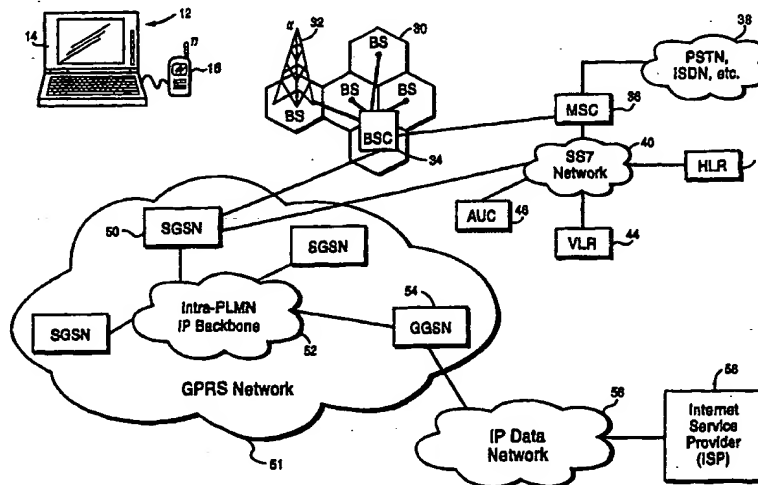 12
14
17
16
α
32
30
BS
BS
BS
BS
BSC
34
38
PSTN,
ISDN, etc.
MSC
36
40
SS7
Network
HLR
AUC
46
VLR
44
50
SGSN
SGSN
SGSN
Intra-PLMN
IP Backbone
52
54
GGSN
GPRS Network
51
56
IP Data
Network
58
Internet
Service
Provider
(ISP)